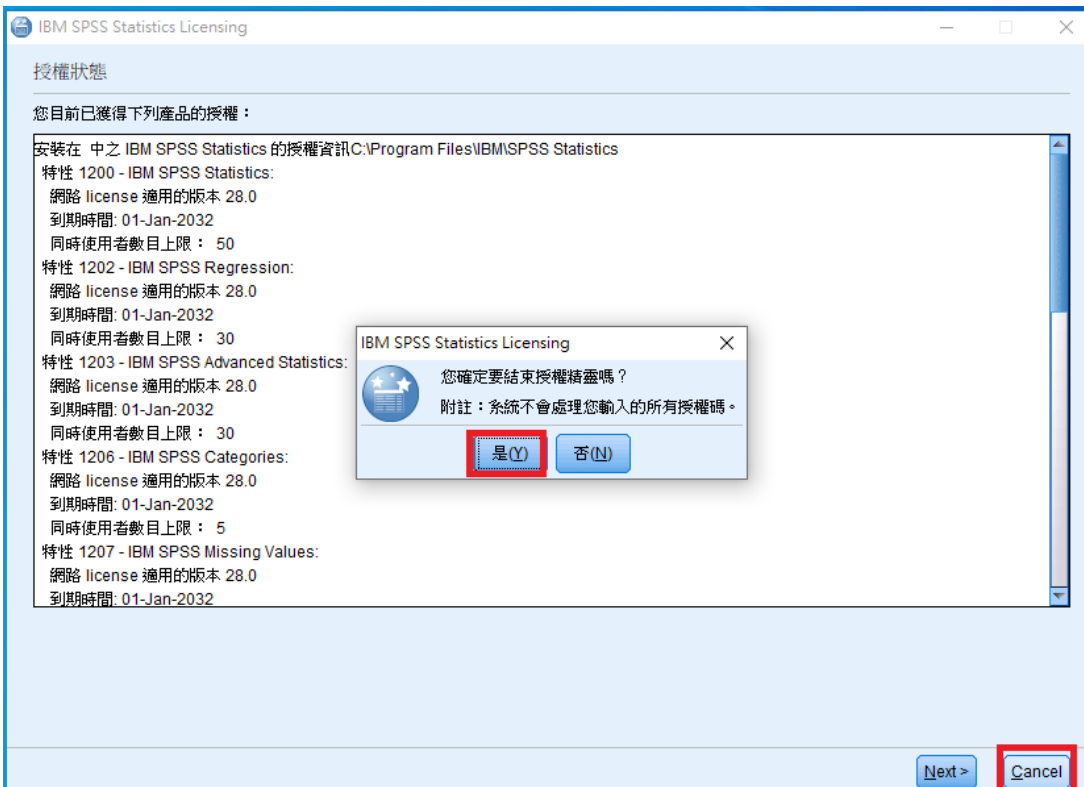 IBM SPSS Statistics Licensing
授權狀態
您目前已獲得下列產品的授權：
安裝在 中之 IBM SPSS Statistics 的授權資訊C:\Program Files\IBM\SPSS Statistics
特性 1200 - IBM SPSS Statistics:
網路 license 適用的版本 28.0
到期時間: 01-Jan-2032
同時使用者數目上限： 50
特性 1202 - IBM SPSS Regression:
網路 license 適用的版本 28.0
到期時間: 01-Jan-2032
同時使用者數目上限： 30
特性 1203 - IBM SPSS Advanced Statistics:
網路 license 適用的版本 28.0
到期時間: 01-Jan-2032
同時使用者數目上限： 30
特性 1206 - IBM SPSS Categories:
網路 license 適用的版本 28.0
到期時間: 01-Jan-2032
同時使用者數目上限： 5
特性 1207 - IBM SPSS Missing Values:
網路 license 適用的版本 28.0
到期時間: 01-Jan-2032
IBM SPSS Statistics Licensing
您確定要結束授權精靈嗎？
附註：系統不會處理您輸入的所有授權碼。
是(Y) 否(N)
Next > Cancel